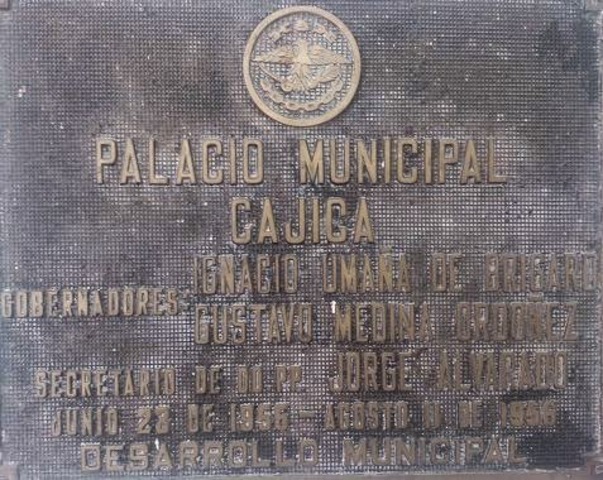 PALACIO MUNICIPAL
CAJICA
GOBERNADORES: IGNACIO UMAÑA DE BRIGARD
GUSTAVO MEDINA ORDOÑEZ
SECRETARIO DE OO. PP. JORGE ALVARADO
JUNIO, 23 DE 1955 - AGOSTO DE 1956
DESARROLLO MUNICIPAL